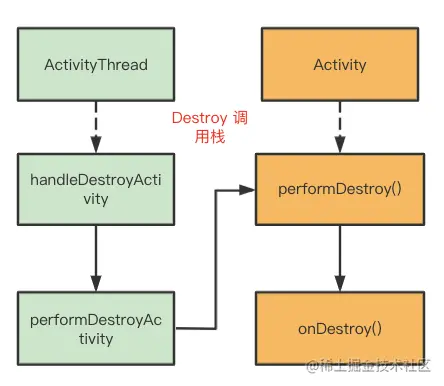 ActivityThread
Activity
Destroy 调
用栈
handleDestroyActi
vity
performDestroy()
performDestroyAc
tivity
onDestroy()
@稀土掘金技术社区